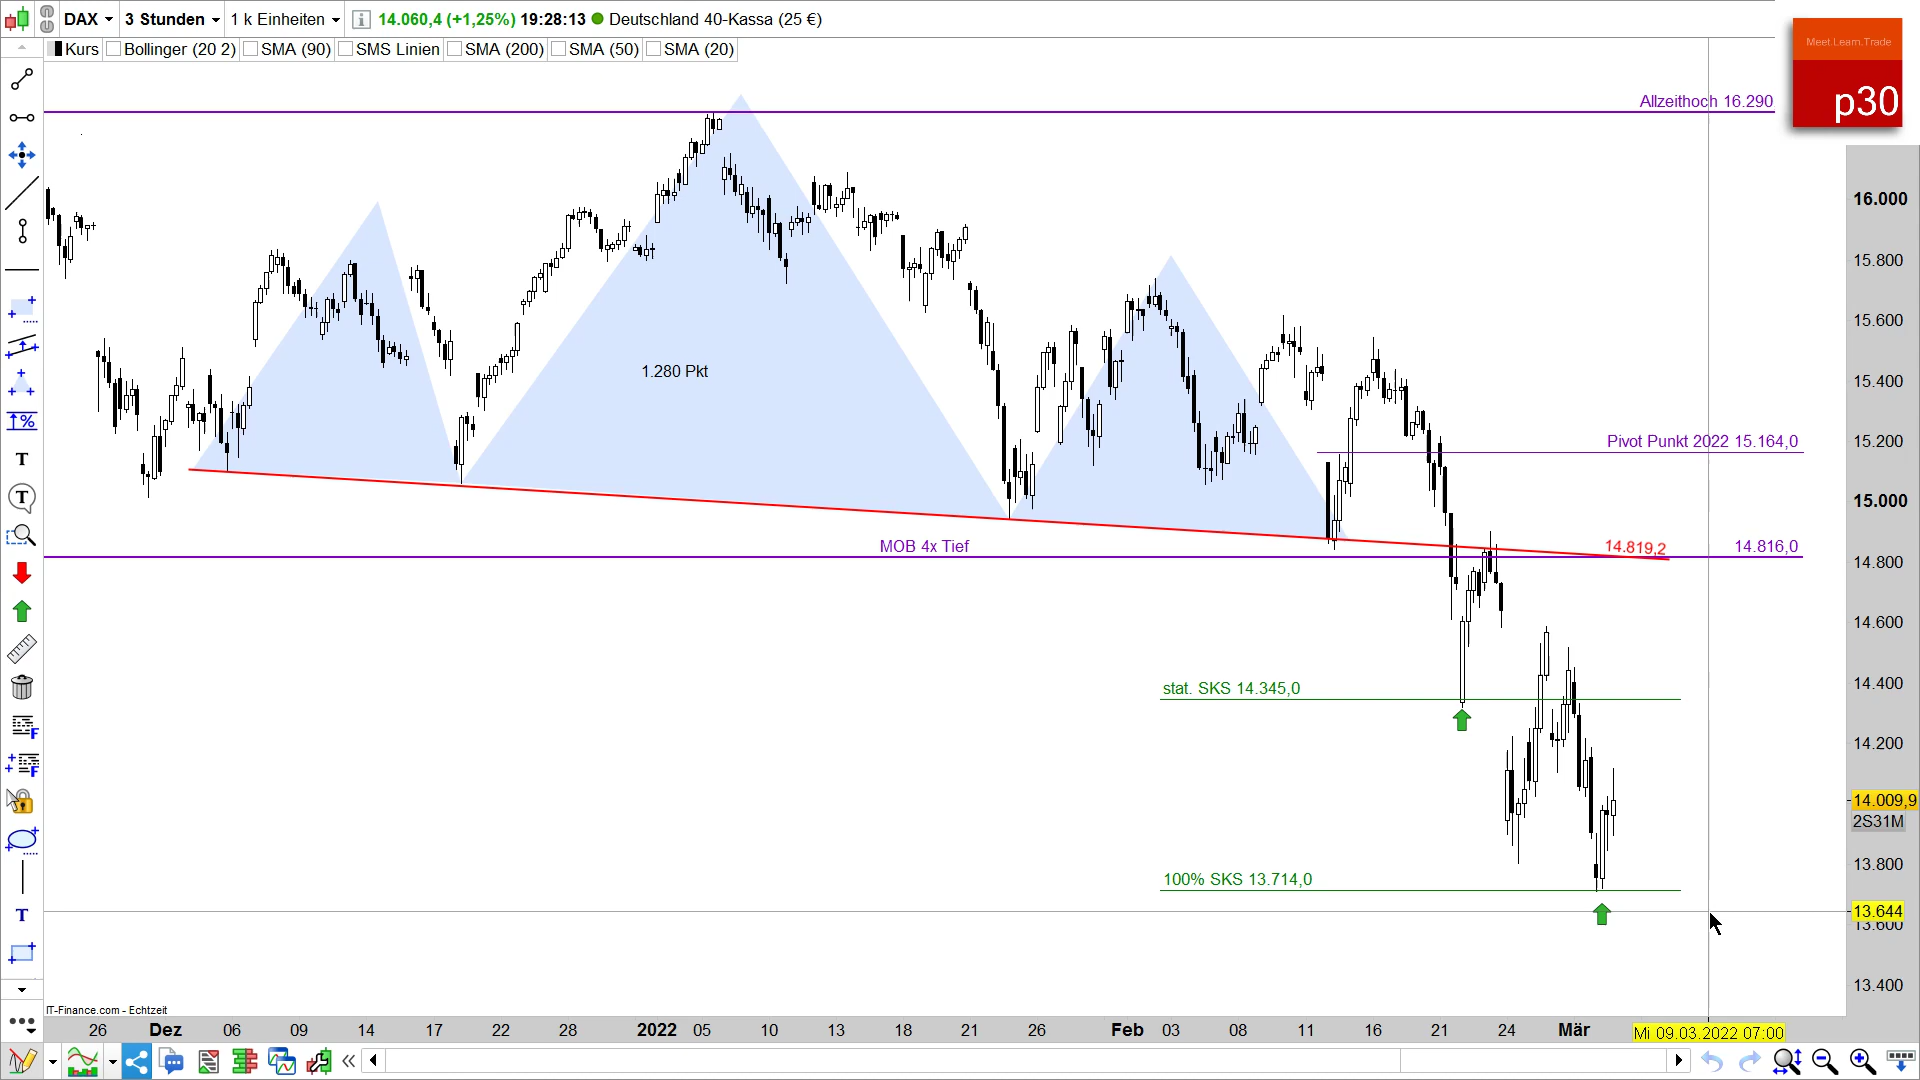 DAX 3 Stunden 1 k Einheiten 14.060,4 (+1,25%) 19:28:13 Deutschland 40-Kassa (25 €)
Kurs Bollinger (20 2) SMA (90) SMS Linien SMA (200) SMA (50) SMA (20)
Meet.Learn.Trade
p30
Allzeithoch 16.290
16.000
15.800
15.600
1.280 Pkt
15.400
Pivot Punkt 2022 15.164,0
15.200
15.000
MOB 4x Tief
14.819,2
14.816,0
14.800
14.600
stat. SKS 14.345,0
14.400
14.200
14.009,9
2S31M
13.800
100% SKS 13.714,0
13.644
13.600
13.400
IT-Finance.com - Echtzeit
26 Dez 06 09 14 17 22 28 2022 05 10 13 18 21 26 Feb 03 08 11 16 21 24 Mär Mi 09.03.2022 07:00